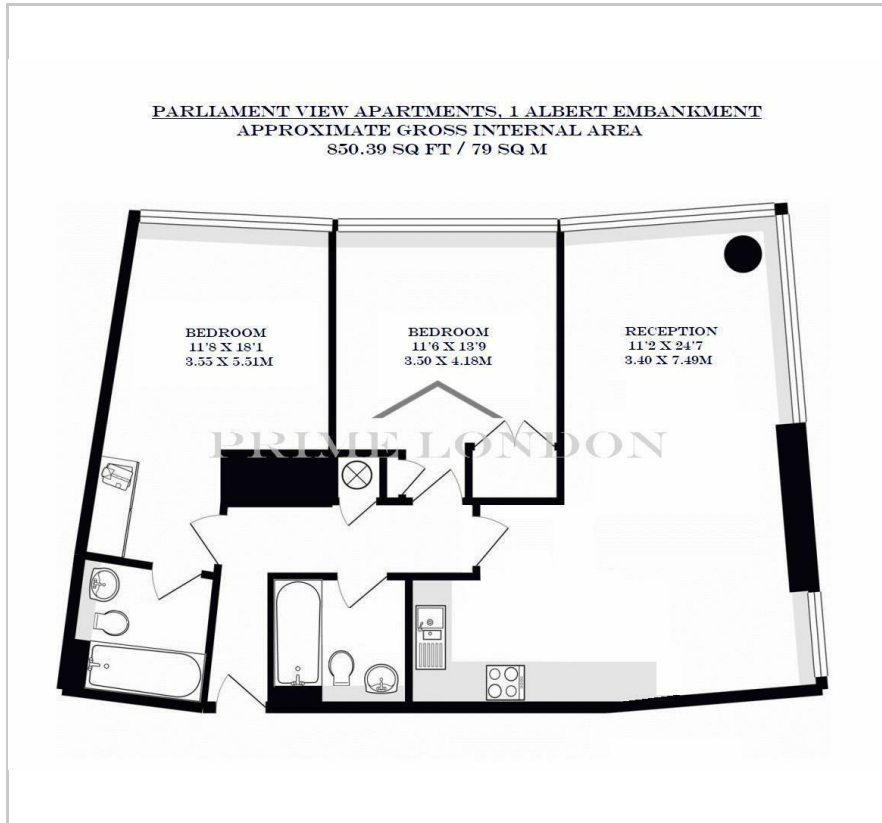 PARLIAMENT VIEW APARTMENTS, 1 ALBERT EMBANKMENT
APPROXIMATE GROSS INTERNAL AREA
850.39 SQ FT / 79 SQ M
BEDROOM
11'8 X 18'1
3.55 X 5.51M
BEDROOM
11'6 X 13'9
3.50 X 4.18M
RECEPTION
11'2 X 24'7
3.40 X 7.49M
PRIME LONDON